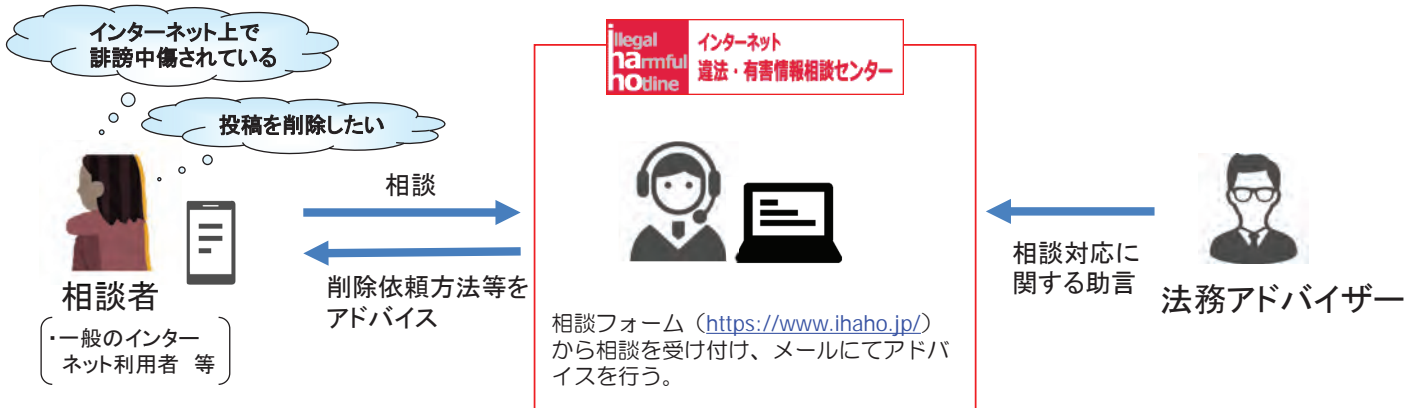 インターネット上で
誹謗中傷されている
投稿を削除したい
相談者
・一般のインター
ネット利用者 等
相談
削除依頼方法等を
アドバイス
illegal
harmful
hotline
インターネット
違法・有害情報相談センター
相談フォーム（https://www.ihaho.jp/）
から相談を受け付け、メールにてアドバ
イスを行う。
相談対応に
関する助言
法務アドバイザー